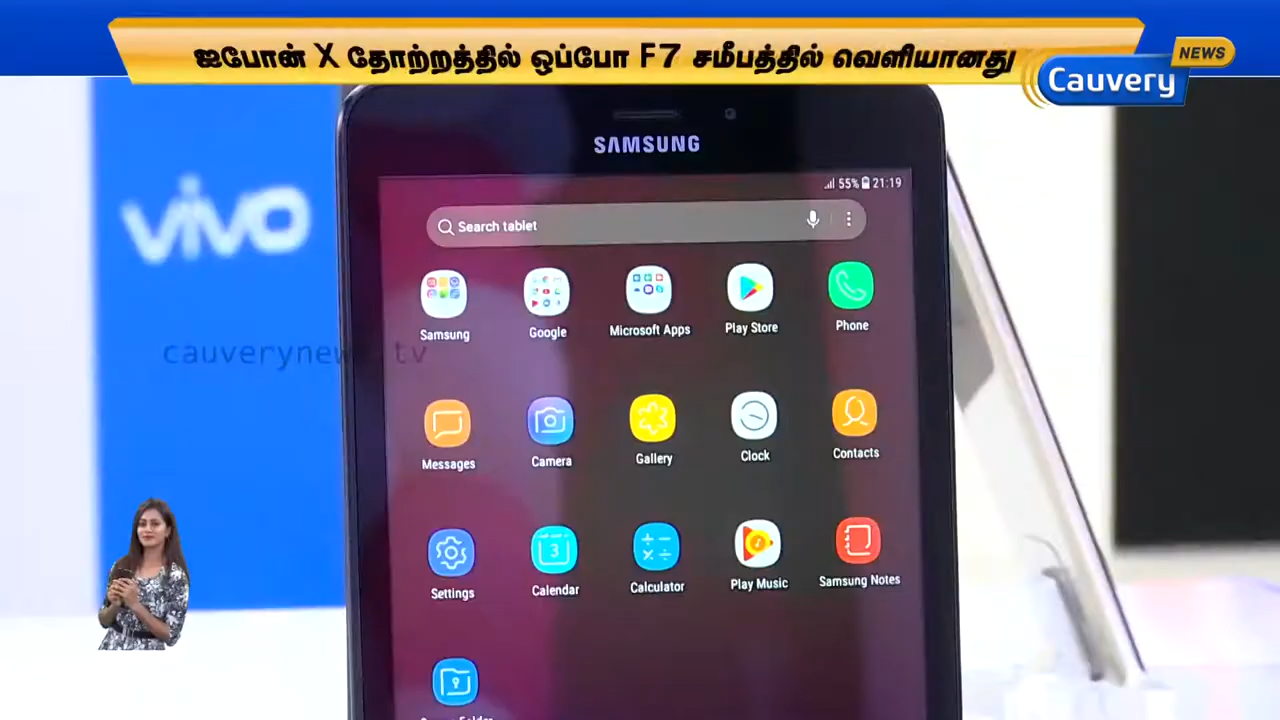 ஐபோன் X தோற்றத்தில் ஒப்போ F7 சமீபத்தில் வெளியானது
NEWS
Cauvery
vivo
SAMSUNG
55% 21:19
Search tablet
Samsung Google Microsoft Apps Play Store Phone
3
Messages Camera Gallery Clock Contacts
Settings Calendar Calculator Play Music Samsung Notes